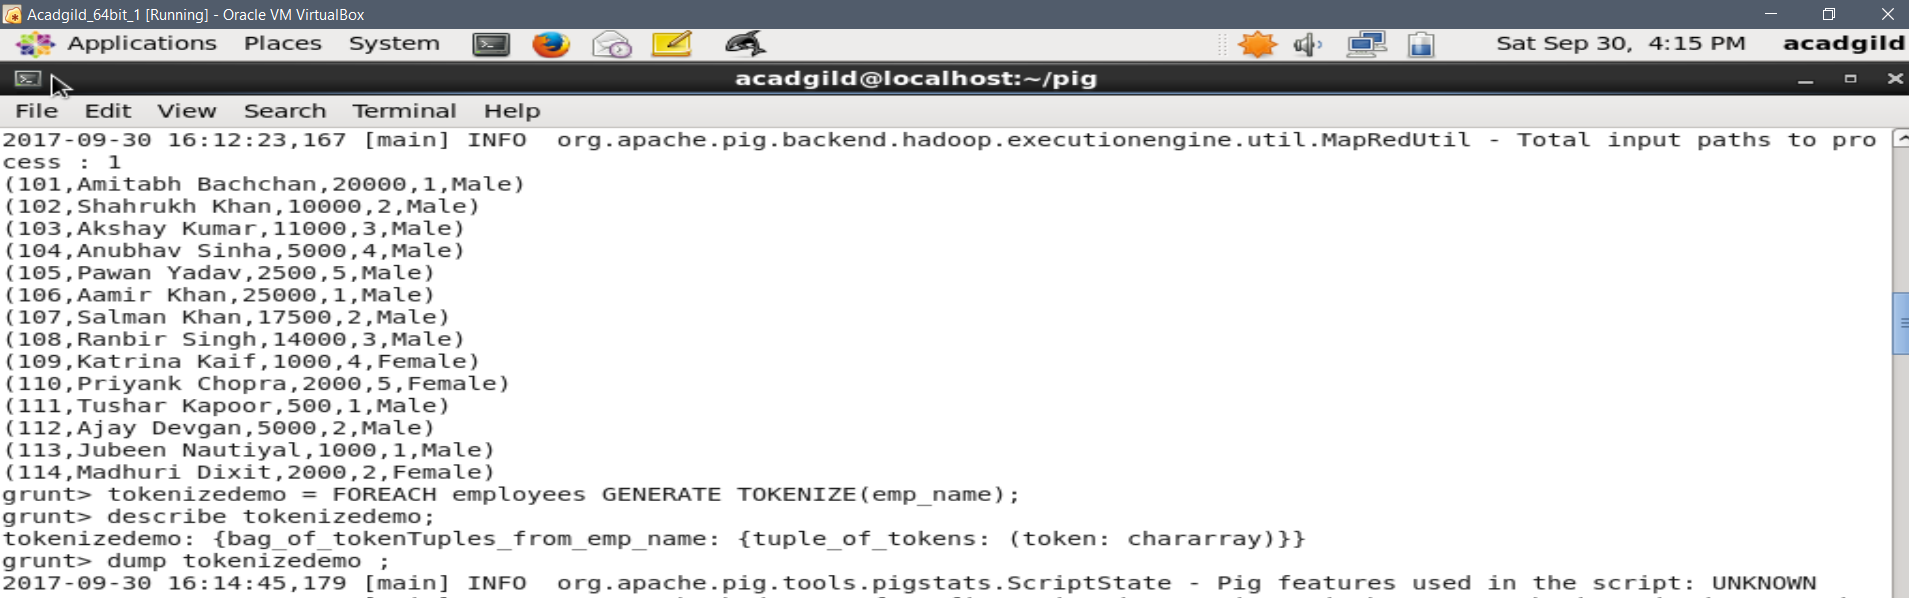 Acadgild_64bit_1 [Running] - Oracle VM VirtualBox
Applications Places System Sat Sep 30, 4:15 PM acadgild
acadgild@localhost:~/pig
File Edit View Search Terminal Help
2017-09-30 16:12:23,167 [main] INFO  org.apache.pig.backend.hadoop.executionengine.util.MapRedUtil - Total input paths to pro
cess : 1
(101,Amitabh Bachchan,20000,1,Male)
(102,Shahrukh Khan,10000,2,Male)
(103,Akshay Kumar,11000,3,Male)
(104,Anubhav Sinha,5000,4,Male)
(105,Pawan Yadav,2500,5,Male)
(106,Aamir Khan,25000,1,Male)
(107,Salman Khan,17500,2,Male)
(108,Ranbir Singh,14000,3,Male)
(109,Katrina Kaif,1000,4,Female)
(110,Priyank Chopra,2000,5,Female)
(111,Tushar Kapoor,500,1,Male)
(112,Ajay Devgan,5000,2,Male)
(113,Jubeen Nautiyal,1000,1,Male)
(114,Madhuri Dixit,2000,2,Female)
grunt> tokenizedemo = FOREACH employees GENERATE TOKENIZE(emp_name);
grunt> describe tokenizedemo;
tokenizedemo: {bag_of_tokenTuples_from_emp_name: {tuple_of_tokens: (token: chararray)}}
grunt> dump tokenizedemo ;
2017-09-30 16:14:45,179 [main] INFO  org.apache.pig.tools.pigstats.ScriptState - Pig features used in the script: UNKNOWN